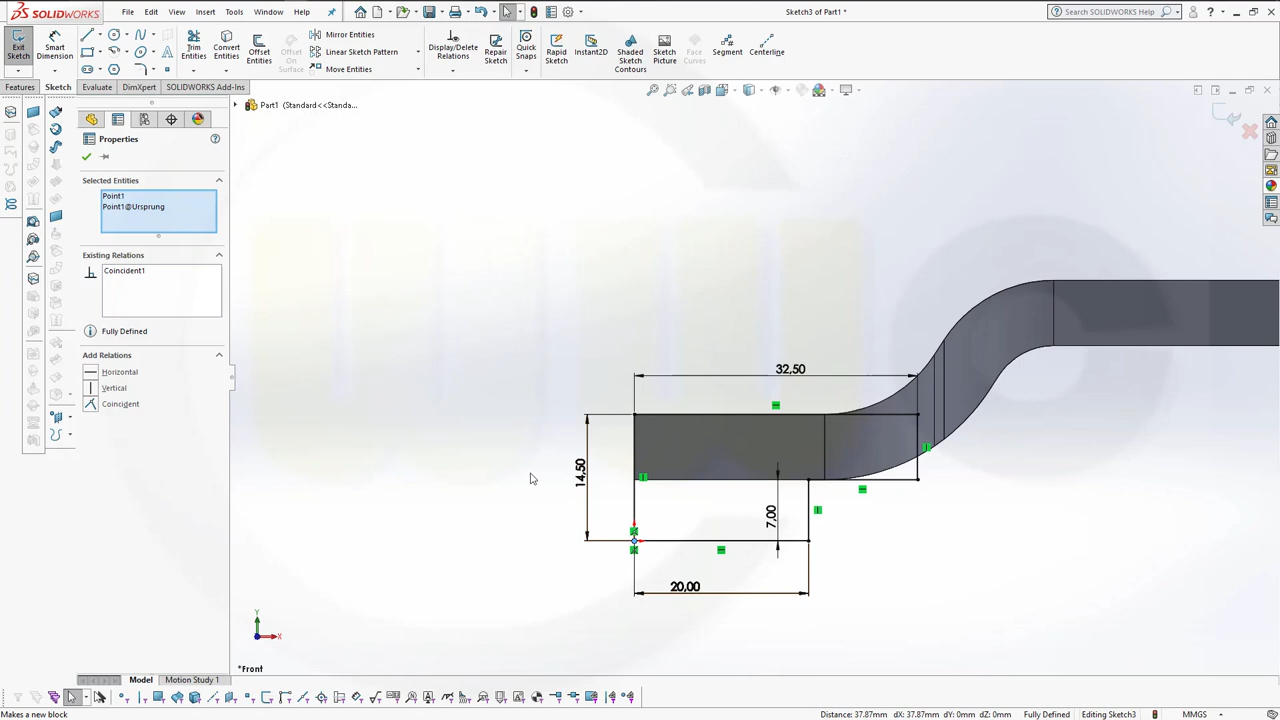 SOLIDWORKS
File Edit View Insert Tools Window Help
Sketch3 of Part1 *
Search SOLIDWORKS Help
Exit Sketch
Smart Dimension
Trim Entities
Convert Entities
Offset Entities
Offset On Surface
Mirror Entities
Linear Sketch Pattern
Move Entities
Display/Delete Relations
Repair Sketch
Quick Snaps
Rapid Sketch
Instant2D
Shaded Sketch Contours
Sketch Picture
Face Curves
Segment
Centerline
Features Sketch Evaluate DimXpert SOLIDWORKS Add-Ins
Part1 (Standard<<Standa...
Properties
Selected Entities
Point1
Point1@Ursprung
Existing Relations
Coincident1
Fully Defined
Add Relations
Horizontal
Vertical
Coincident
32,50
14,50
7,00
20,00
Y
X
*Front
Model Motion Study 1
Makes a new block
Distance: 37.87mm dX: 37.87mm dY: 0mm dZ: 0mm Fully Defined Editing Sketch3 MMGS